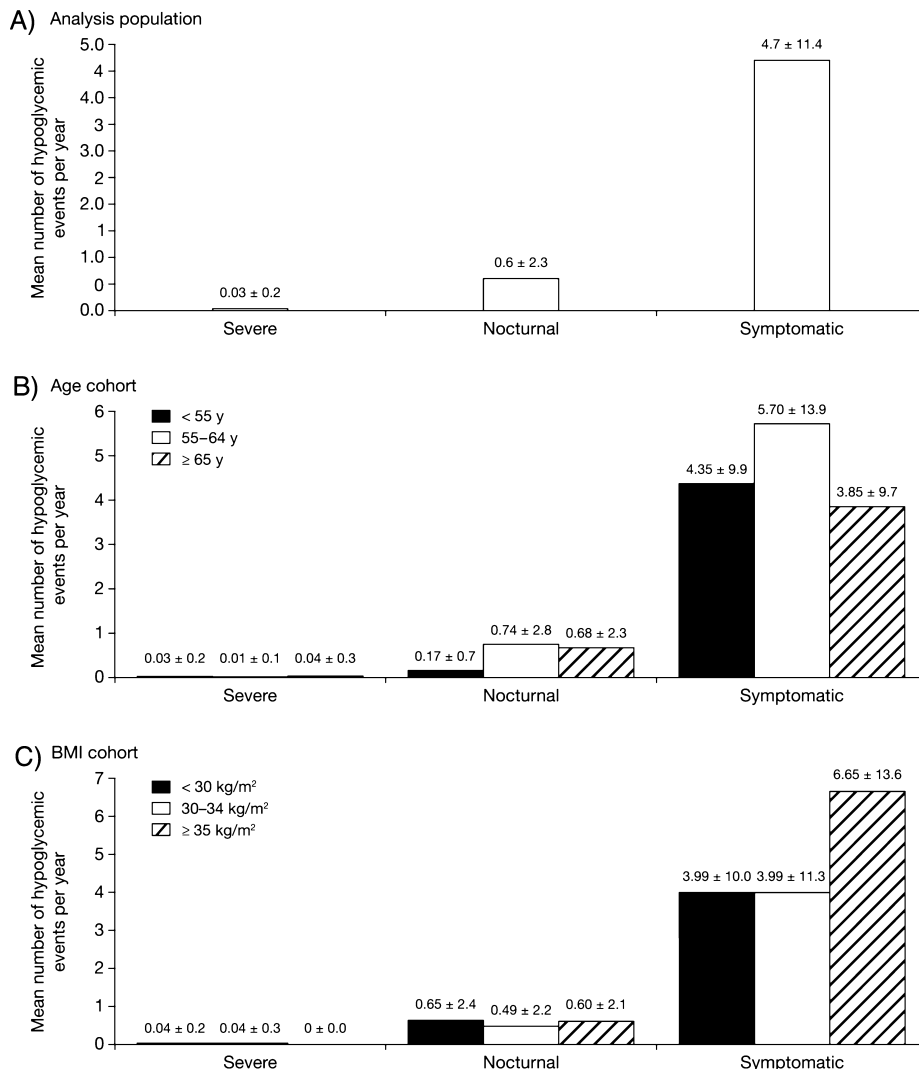 A) Analysis population
Mean number of hypoglycemic
events per year
5.0
4
4.0
3
3.0
2
2.0
1
1.0
0
0.0
0.03 ± 0.2
0.6 ± 2.3
4.7 ± 11.4
Severe Nocturnal Symptomatic
B) Age cohort
Mean number of hypoglycemic
events per year
6
5
4
3
2
1
0
< 55 y
55–64 y
≥ 65 y
0.03 ± 0.2 0.01 ± 0.1 0.04 ± 0.3
0.17 ± 0.7 0.74 ± 2.8 0.68 ± 2.3
4.35 ± 9.9 5.70 ± 13.9 3.85 ± 9.7
Severe Nocturnal Symptomatic
C) BMI cohort
Mean number of hypoglycemic
events per year
7
6
5
4
3
2
1
0
< 30 kg/m²
30–34 kg/m²
≥ 35 kg/m²
0.04 ± 0.2 0.04 ± 0.3 0 ± 0.0
0.65 ± 2.4 0.49 ± 2.2 0.60 ± 2.1
3.99 ± 10.0 3.99 ± 11.3 6.65 ± 13.6
Severe Nocturnal Symptomatic